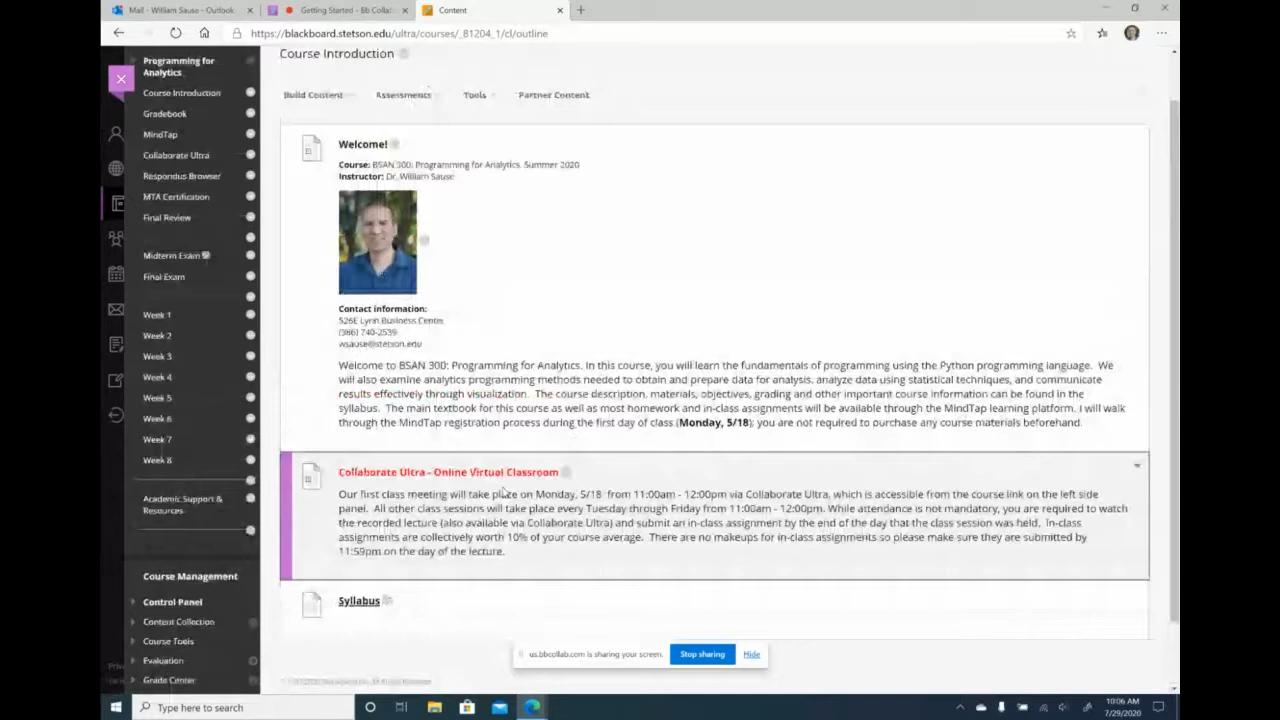 Mail - William Sause - Outlook
Getting Started - Bb Collab
Content
https://blackboard.stetson.edu/ultra/courses/_81204_1/cl/outline
Programming for
Analytics
Course Introduction
Gradebook
MindTap
Collaborate Ultra
Respondus Browser
MTA Certification
Final Review
Midterm Exam
Final Exam
Week 1
Week 2
Week 3
Week 4
Week 5
Week 6
Week 7
Week 8
Academic Support &
Resources
Course Management
Control Panel
Content Collection
Course Tools
Evaluation
Grade Center
Course Introduction
Build Content
Assessments
Tools
Partner Content
Welcome!
Course: BSAN 300: Programming for Analytics, Summer 2020
Instructor: Dr. William Sause
Contact information:
526E Lynn Business Center
(386) 740-2539
wsause@stetson.edu
Welcome to BSAN 300: Programming for Analytics. In this course, you will learn the fundamentals of programming using the Python programming language. We
will also examine analytics programming methods needed to obtain and prepare data for analysis, analyze data using statistical techniques, and communicate
results effectively through visualization. The course description, materials, objectives, grading and other important course information can be found in the
syllabus. The main textbook for this course as well as most homework and in-class assignments will be available through the MindTap learning platform. I will walk
through the MindTap registration process during the first day of class (Monday, 5/18); you are not required to purchase any course materials beforehand.
Collaborate Ultra - Online Virtual Classroom
Our first class meeting will take place on Monday, 5/18 from 11:00am - 12:00pm via Collaborate Ultra, which is accessible from the course link on the left side
panel. All other class sessions will take place every Tuesday through Friday from 11:00am - 12:00pm. While attendance is not mandatory, you are required to watch
the recorded lecture (also available via Collaborate Ultra) and submit an in-class assignment by the end of the day that the class session was held. In-class
assignments are collectively worth 10% of your course average. There are no makeups for in-class assignments so please make sure they are submitted by
11:59pm on the day of the lecture.
Syllabus
us.bbcollab.com is sharing your screen.
Stop sharing
Hide
Type here to search
10:06 AM
7/29/2020